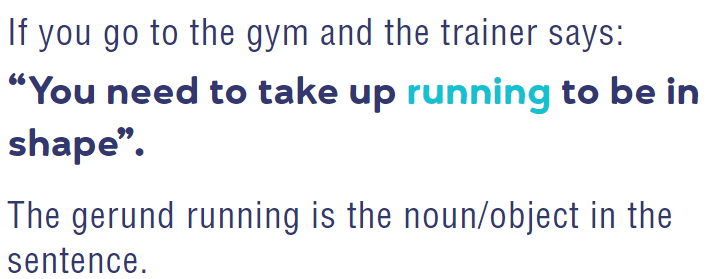 If you go to the gym and the trainer says:
“You need to take up running to be in
shape”.
The gerund running is the noun/object in the
sentence.